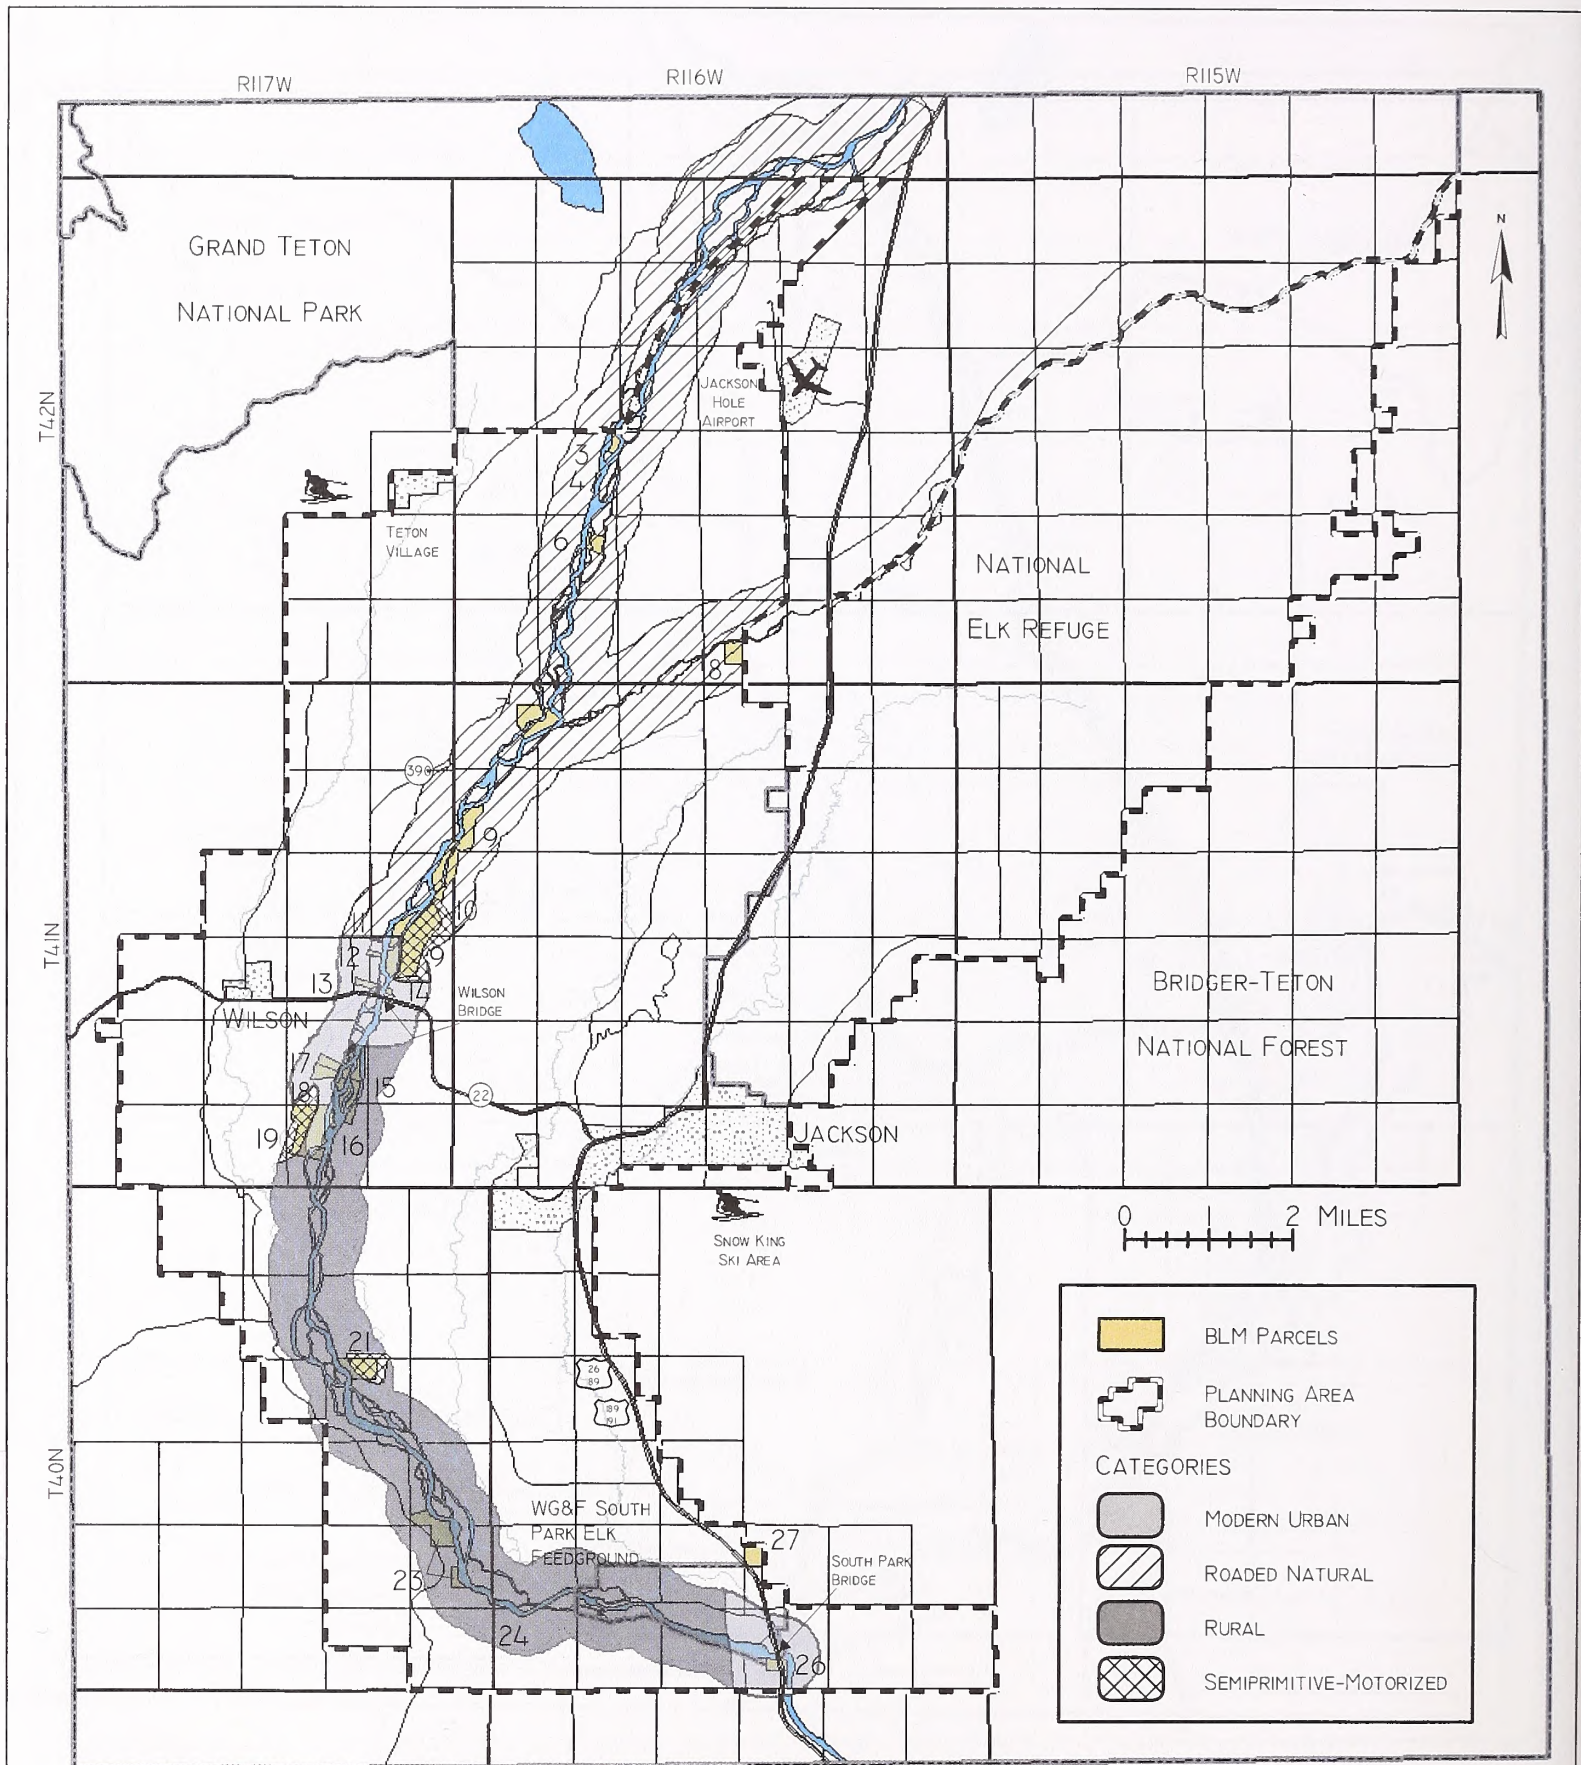 R117W
R116W
R115W
N
GRAND TETON
NATIONAL PARK
T42N
JACKSON
HOLE
AIRPORT
3
4
TETON
VILLAGE
6
NATIONAL
ELK REFUGE
8
7
390
9
10
11
T41N
12
9
13
14
WILSON
BRIDGE
WILSON
BRIDGER-TETON
NATIONAL FOREST
17
18
15
22
19
16
JACKSON
0 1 2 MILES
SNOW KING
SKI AREA
21
26
89
189
191
T40N
WG&F SOUTH
PARK ELK
FEEDGROUND
27
SOUTH PARK
BRIDGE
23
24
26
BLM PARCELS
PLANNING AREA
BOUNDARY
CATEGORIES
MODERN URBAN
ROADED NATURAL
RURAL
SEMIPRIMITIVE-MOTORIZED